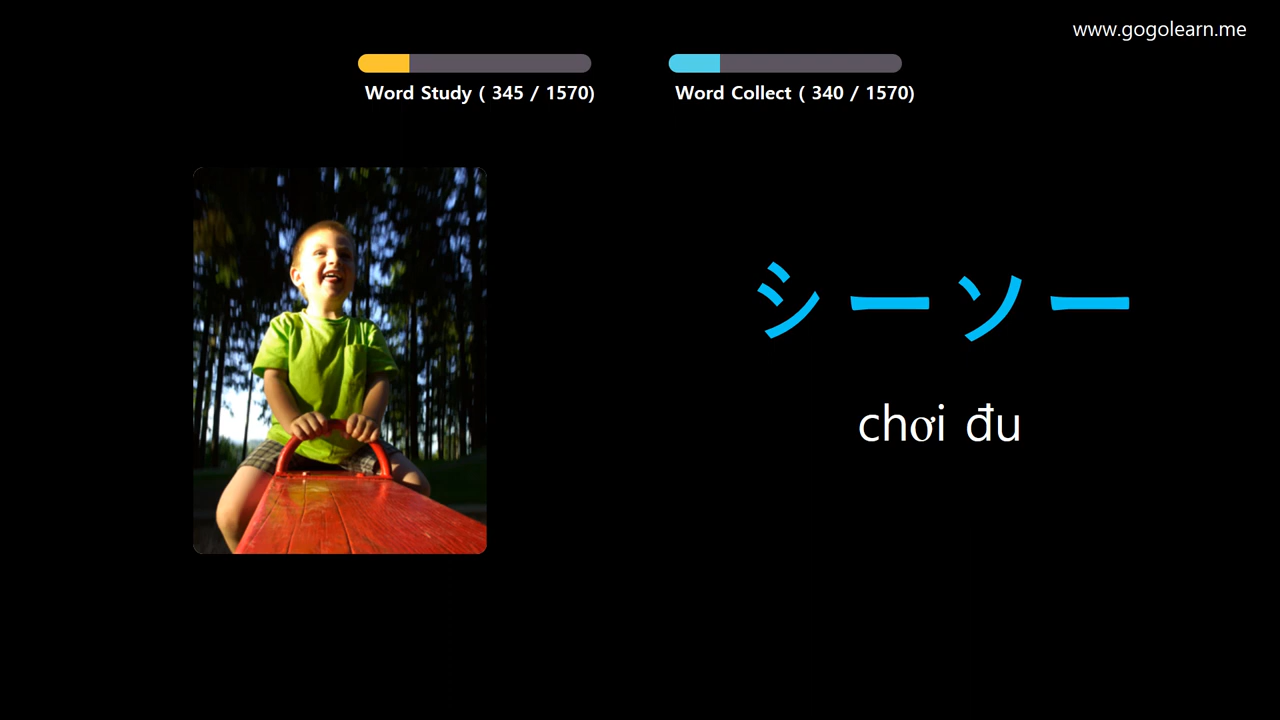 www.gogolearn.me
Word Study ( 345 / 1570)
Word Collect ( 340 / 1570)
シーソー
chơi đu